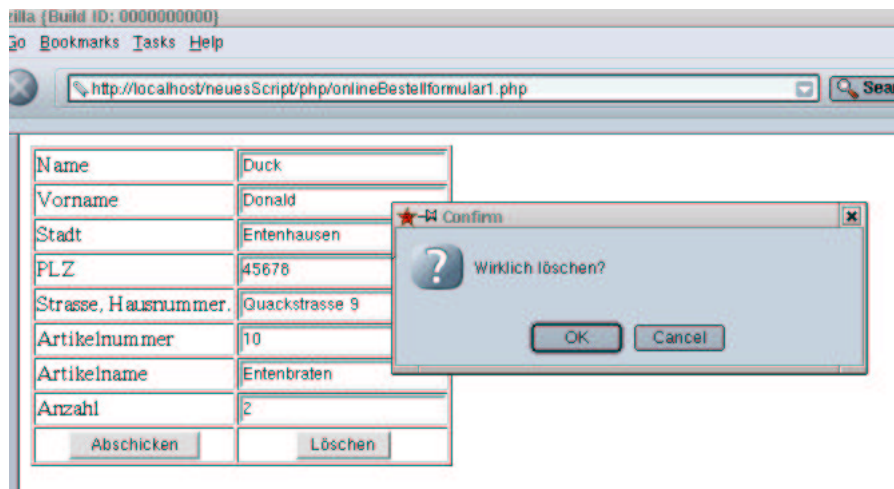 zilla {Build ID: 0000000000}
Go Bookmarks Tasks Help
http://localhost/neuesScript/php/onlineBestellformular1.php
Sear
Name Duck
Vorname Donald
Stadt Entenhausen
PLZ 45678
Strasse, Hausnummer. Quackstrasse 9
Artikelnummer 10
Artikelname Entenbraten
Anzahl 2
Abschicken Löschen
Confirm
Wirklich löschen?
OK Cancel